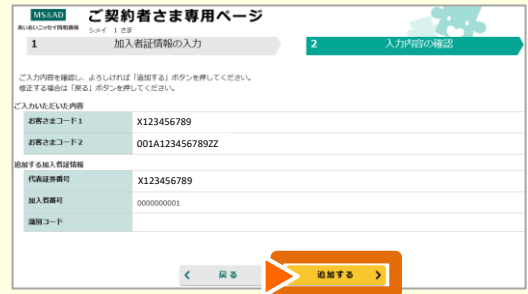 MS&AD ご契約者さま専用ページ
あいおいニッセイ同和損保 シメイ 1 さま
1 加入者証情報の入力 2 入力内容の確認
ご入力内容を確認し、よろしければ「追加する」ボタンを押してください。
修正する場合は「戻る」ボタンを押してください。
ご入力いただいた内容
お客さまコード1 X123456789
お客さまコード2 001A123456789ZZ
追加する加入者証情報
代表証券番号 X123456789
加入者番号 0000000001
識別コード
戻る 追加する